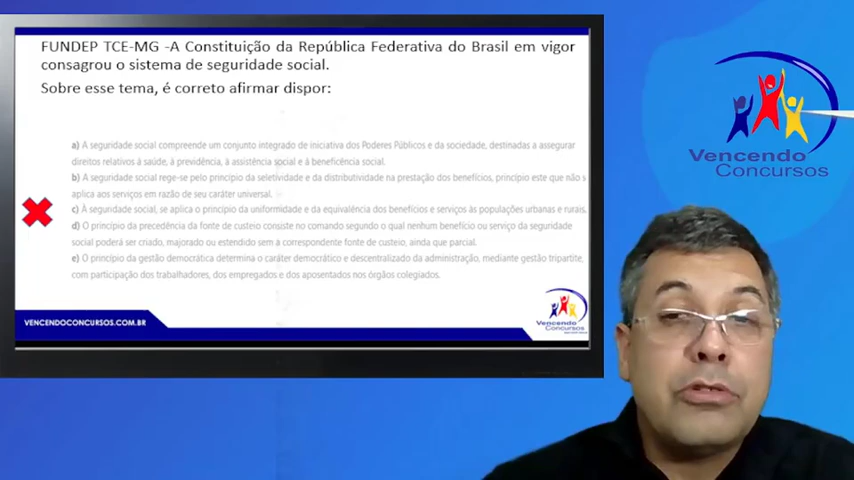 FUNDEP TCE-MG -A Constituição da República Federativa do Brasil em vigor
consagrou o sistema de seguridade social.
Sobre esse tema, é correto afirmar dispor:
a) A seguridade social compreende um conjunto integrado de iniciativa dos Poderes Públicos e da sociedade, destinadas a assegurar
direitos relativos à saúde, à previdência, à assistência social e à beneficência social.
b) A seguridade social rege-se pelo princípio da seletividade e da distributividade na prestação dos benefícios, princípio este que não s
aplica aos serviços em razão de seu caráter universal.
c) À seguridade social, se aplica o princípio da uniformidade e da equivalência dos benefícios e serviços às populações urbanas e rurais.
d) O princípio da precedência da fonte de custeio consiste no comando segundo o qual nenhum benefício ou serviço da seguridade
social poderá ser criado, majorado ou estendido sem a correspondente fonte de custeio, ainda que parcial.
e) O princípio da gestão democrática determina o caráter democrático e descentralizado da administração, mediante gestão tripartite,
com participação dos trabalhadores, dos empregados e dos aposentados nos órgãos colegiados.
VENCENDOCONCURSOS.COM.BR
Vencendo
Concursos
Vencendo
Concursos